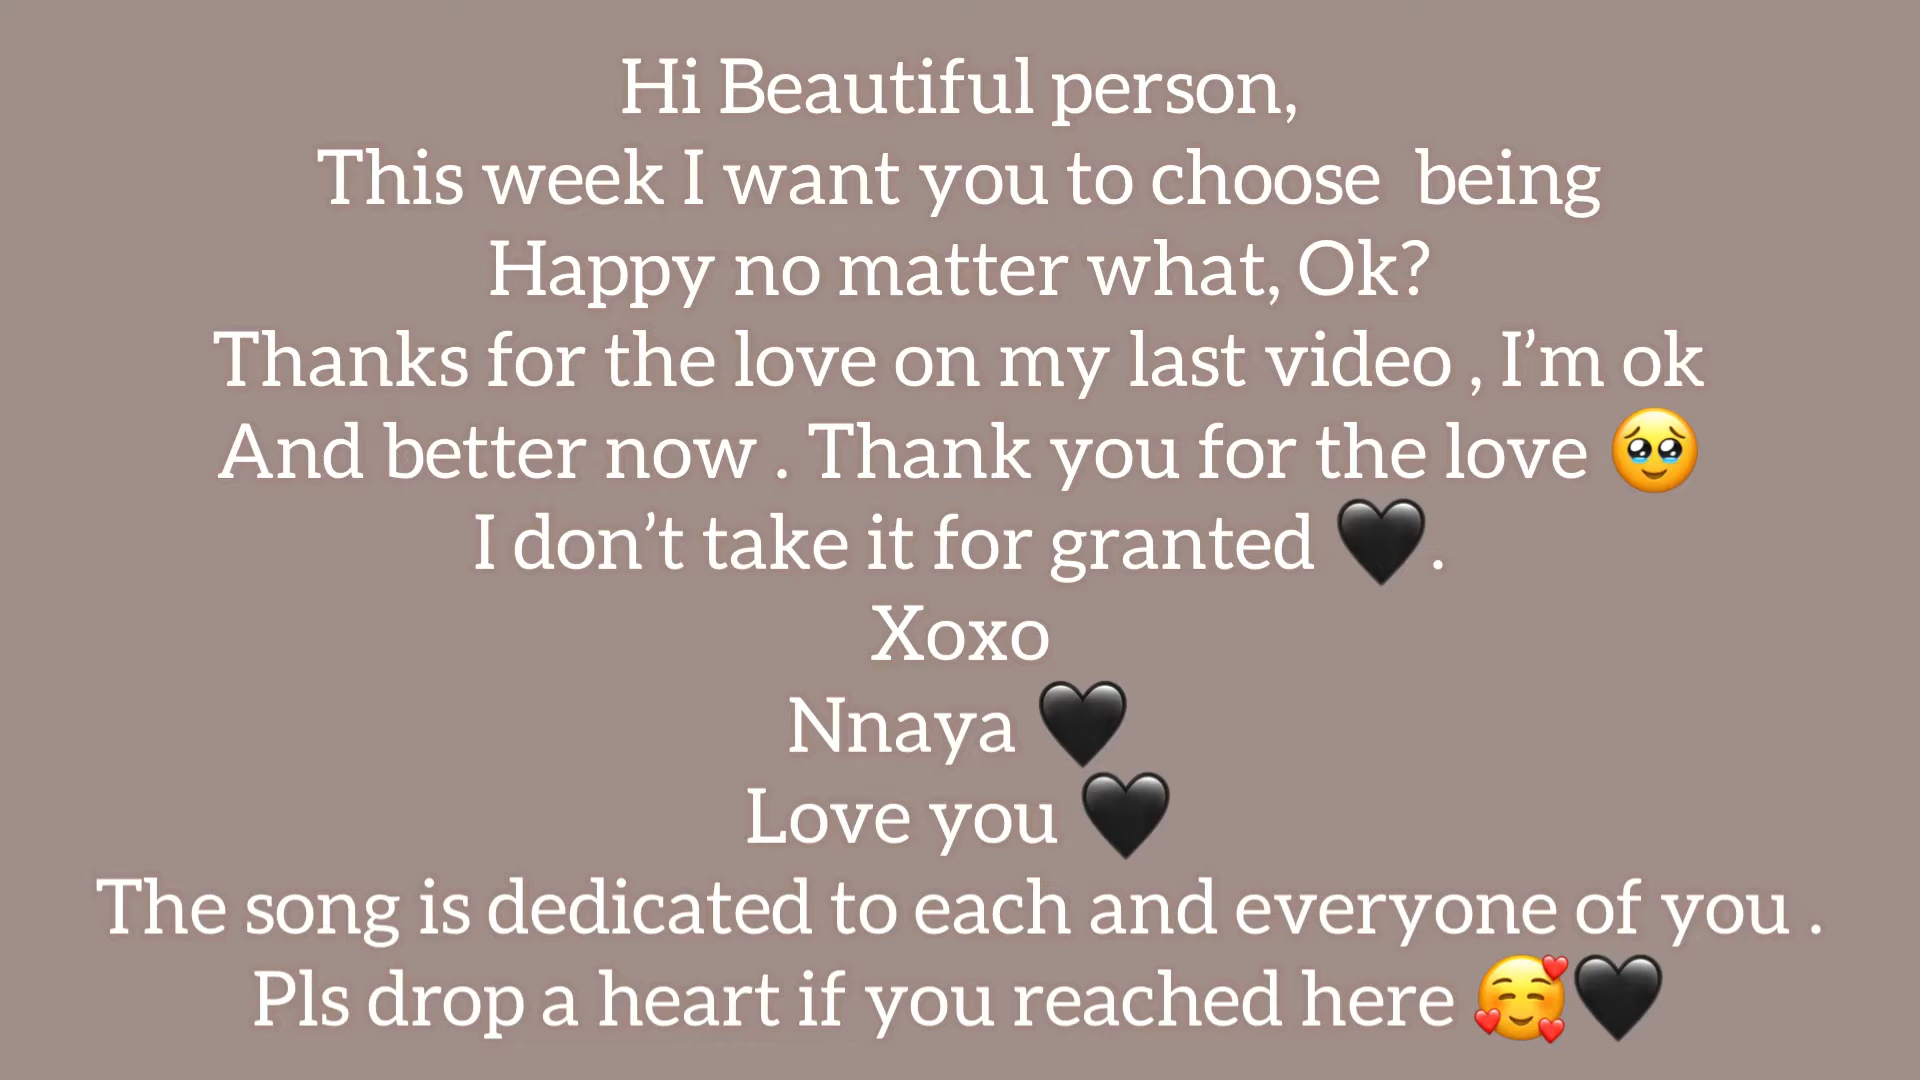 Hi Beautiful person,
This week I want you to choose  being
Happy no matter what, Ok?
Thanks for the love on my last video , I’m ok
And better now . Thank you for the love 🥹
I don’t take it for granted 🖤.
Xoxo
Nnaya 🖤
Love you 🖤
The song is dedicated to each and everyone of you .
Pls drop a heart if you reached here 🥰🖤